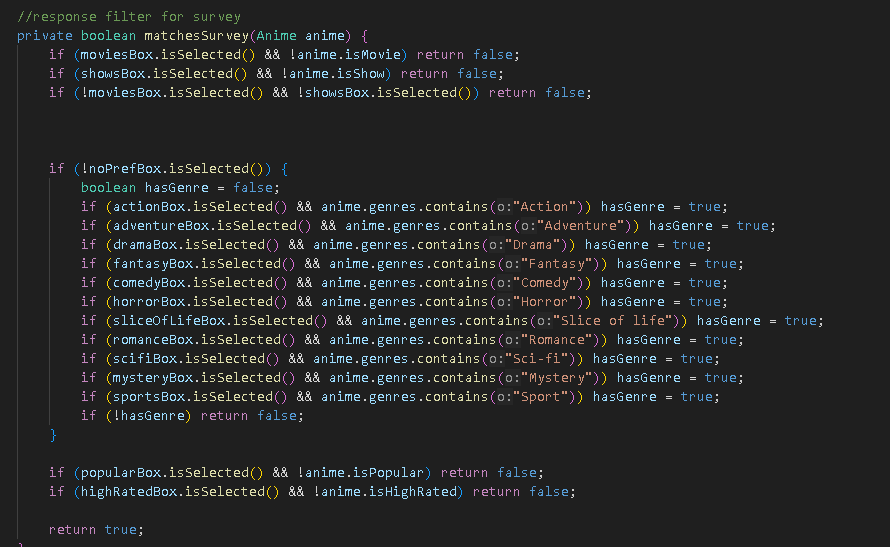 //response filter for survey
private boolean matchesSurvey(Anime anime) {
if (moviesBox.isSelected() && !anime.isMovie) return false;
if (showsBox.isSelected() && !anime.isShow) return false;
if (!moviesBox.isSelected() && !showsBox.isSelected()) return false;
if (!noPrefBox.isSelected()) {
boolean hasGenre = false;
if (actionBox.isSelected() && anime.genres.contains(o:"Action")) hasGenre = true;
if (adventureBox.isSelected() && anime.genres.contains(o:"Adventure")) hasGenre = true;
if (dramaBox.isSelected() && anime.genres.contains(o:"Drama")) hasGenre = true;
if (fantasyBox.isSelected() && anime.genres.contains(o:"Fantasy")) hasGenre = true;
if (comedyBox.isSelected() && anime.genres.contains(o:"Comedy")) hasGenre = true;
if (horrorBox.isSelected() && anime.genres.contains(o:"Horror")) hasGenre = true;
if (sliceOfLifeBox.isSelected() && anime.genres.contains(o:"Slice of life")) hasGenre = true;
if (romanceBox.isSelected() && anime.genres.contains(o:"Romance")) hasGenre = true;
if (scifiBox.isSelected() && anime.genres.contains(o:"Sci-fi")) hasGenre = true;
if (mysteryBox.isSelected() && anime.genres.contains(o:"Mystery")) hasGenre = true;
if (sportsBox.isSelected() && anime.genres.contains(o:"Sport")) hasGenre = true;
if (!hasGenre) return false;
}
if (popularBox.isSelected() && !anime.isPopular) return false;
if (highRatedBox.isSelected() && !anime.isHighRated) return false;
return true;
}